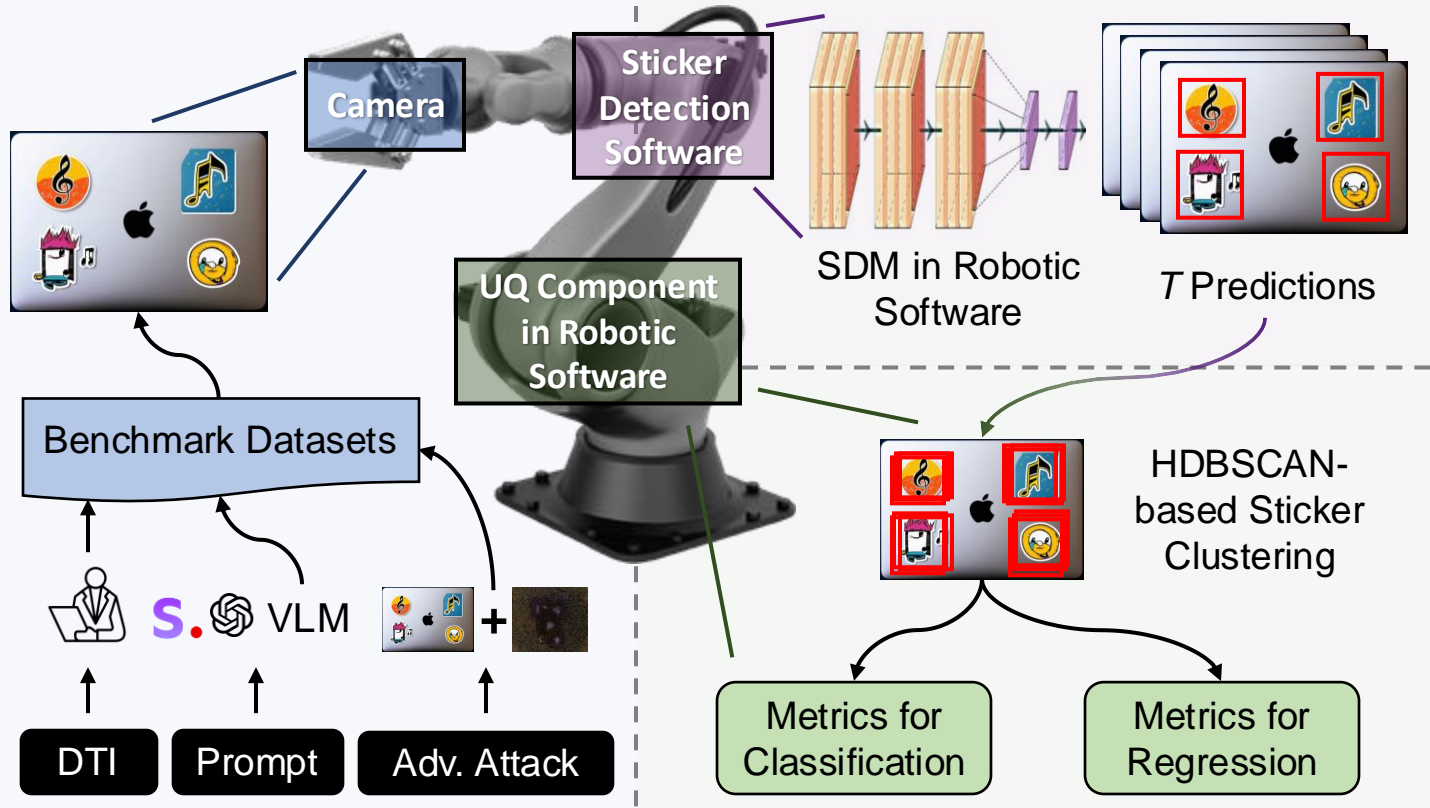 Camera
Sticker
Detection
Software
SDM in Robotic
Software
T Predictions
UQ Component
in Robotic
Software
Benchmark Datasets
HDBSCAN-
based Sticker
Clustering
S.
VLM
+
DTI
Prompt
Adv. Attack
Metrics for
Classification
Metrics for
Regression